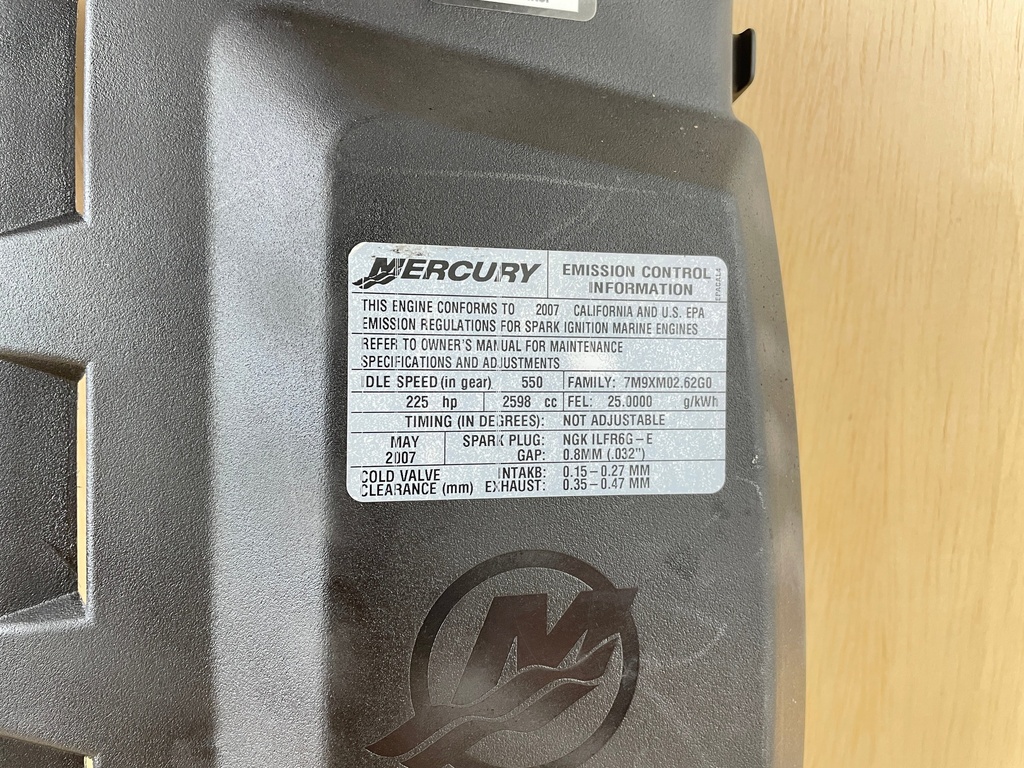 MERCURY
EMISSION CONTROL
INFORMATION
EPACAL4
THIS ENGINE CONFORMS TO 2007 CALIFORNIA AND U.S. EPA
EMISSION REGULATIONS FOR SPARK IGNITION MARINE ENGINES
REFER TO OWNER'S MANUAL FOR MAINTENANCE
SPECIFICATIONS AND ADJUSTMENTS
IDLE SPEED (in gear) 550 FAMILY: 7M9XM02.62G0
225 hp 2598 cc FEL: 25.0000 g/kWh
TIMING (IN DEGREES): NOT ADJUSTABLE
MAY
2007
SPARK PLUG: NGK ILFR6G-E
GAP: 0.8MM (.032")
COLD VALVE
CLEARANCE (mm)
INTAKB: 0.15-0.27 MM
EXHAUST: 0.35-0.47 MM